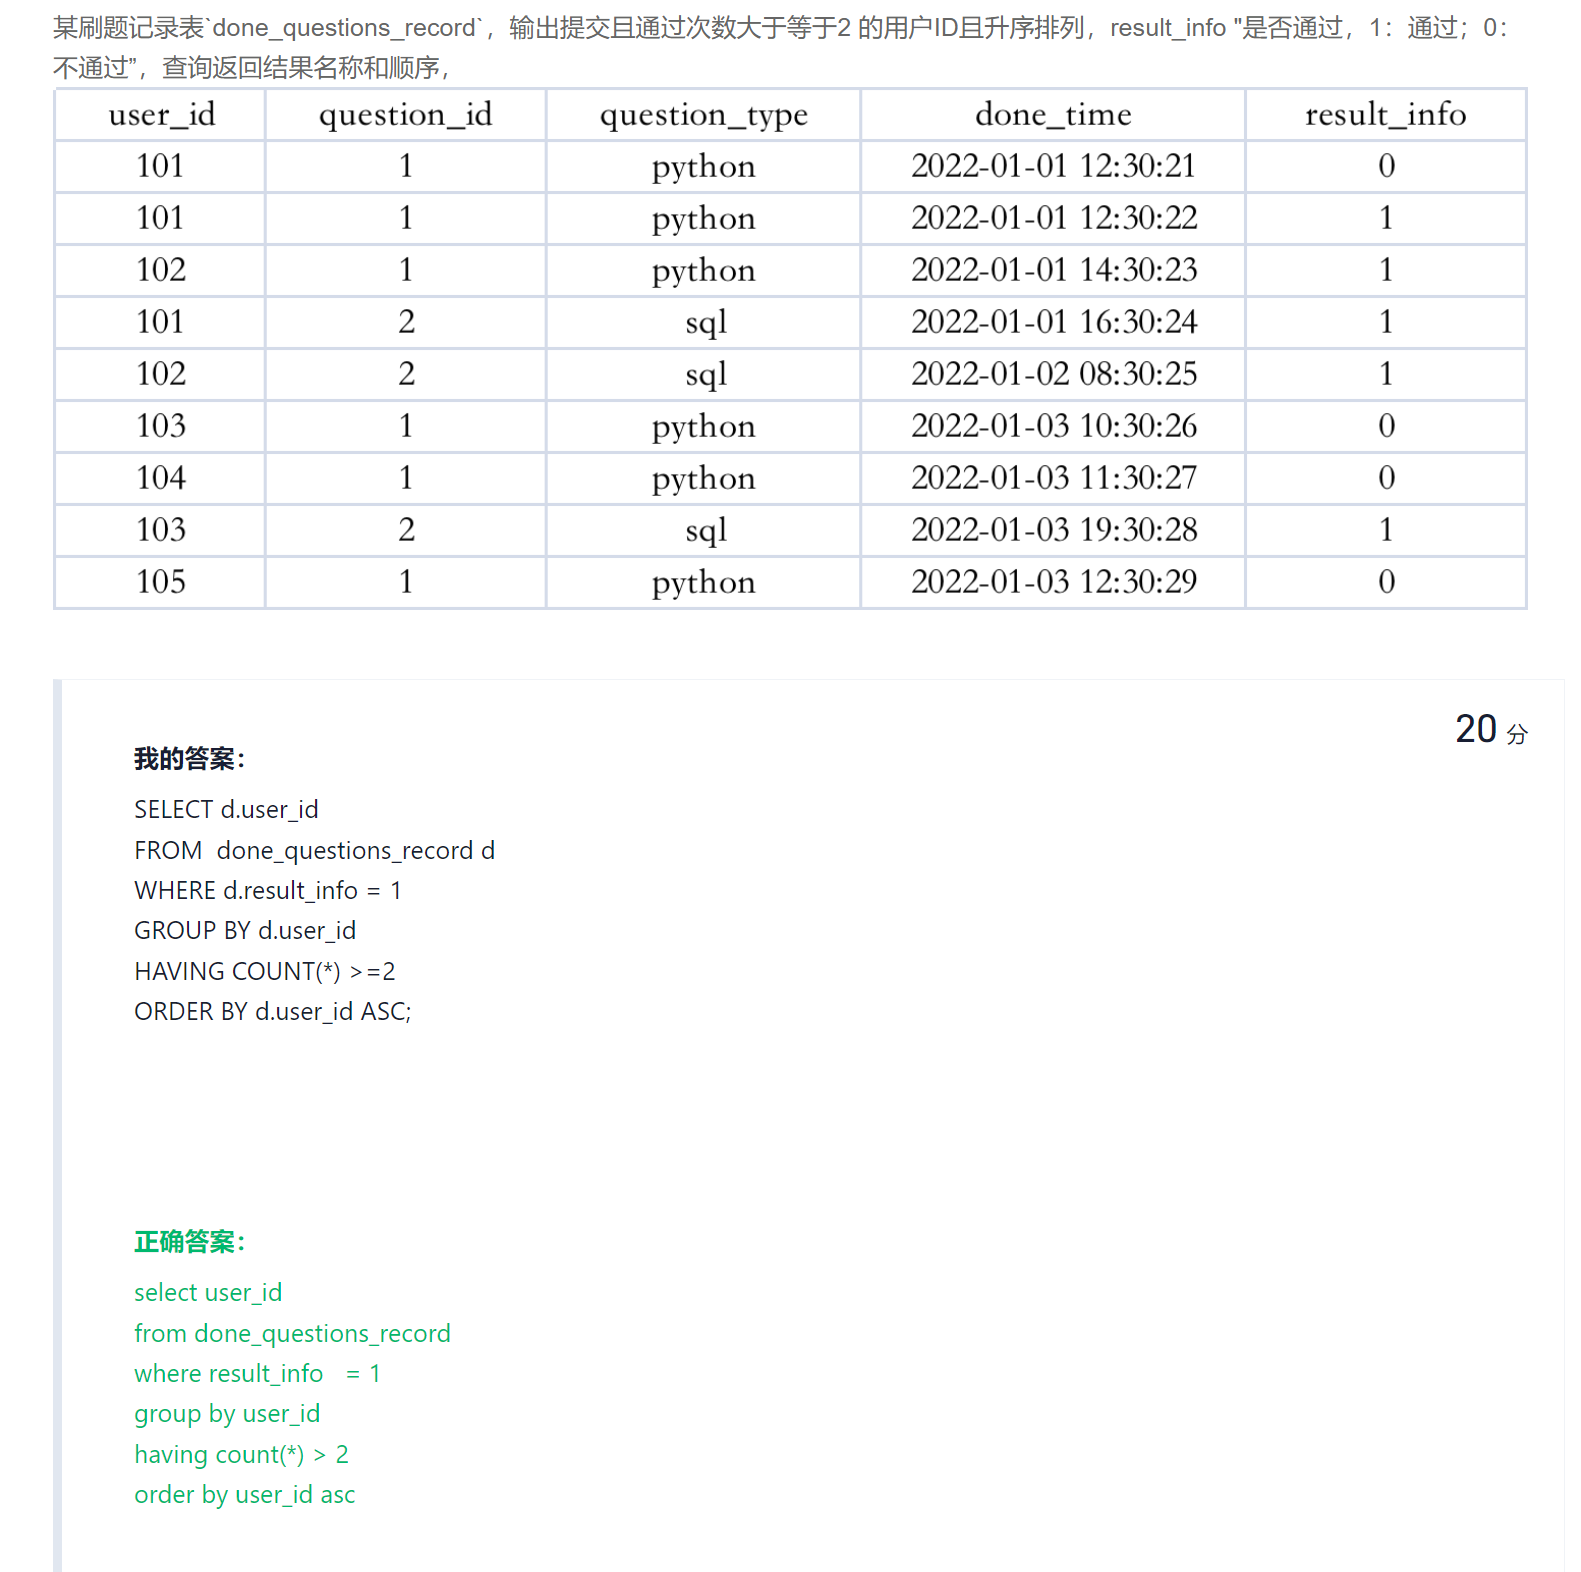 某刷题记录表`done_questions_record`，输出提交且通过次数大于等于2 的用户ID且升序排列，result_info "是否通过，1：通过；0：
不通过”，查询返回结果名称和顺序，
user_id question_id question_type done_time result_info
101 1 python 2022-01-01 12:30:21 0
101 1 python 2022-01-01 12:30:22 1
102 1 python 2022-01-01 14:30:23 1
101 2 sql 2022-01-01 16:30:24 1
102 2 sql 2022-01-02 08:30:25 1
103 1 python 2022-01-03 10:30:26 0
104 1 python 2022-01-03 11:30:27 0
103 2 sql 2022-01-03 19:30:28 1
105 1 python 2022-01-03 12:30:29 0
20 分
我的答案：
SELECT d.user_id
FROM  done_questions_record d
WHERE d.result_info = 1
GROUP BY d.user_id
HAVING COUNT(*) >=2
ORDER BY d.user_id ASC;
正确答案：
select user_id
from done_questions_record
where result_info   = 1
group by user_id
having count(*) > 2
order by user_id asc